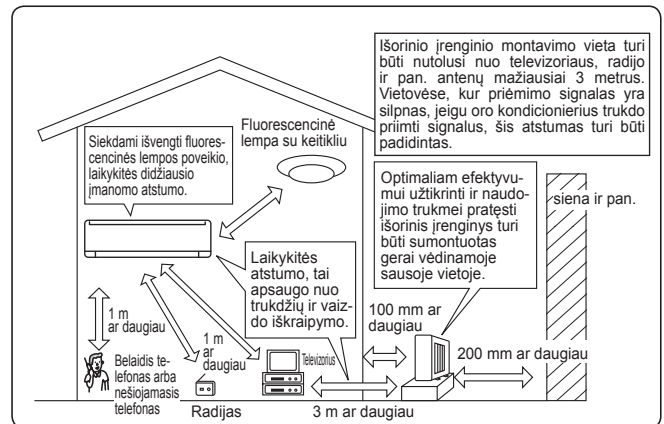 Išorinio įrenginio montavimo vieta turi
būti nutolusi nuo televizoriaus, radijo
ir pan. antenų mažiausiai 3 metrus.
Vietovėse, kur priėmimo signalas yra
silpnas, jeigu oro kondicionierius trukdo
priimti signalus, šis atstumas turi būti
padidintas.
Siekdami išvengti fluores-
cencinės lempos poveikio,
laikykitės didžiausio
įmanomo atstumo.
Fluorescencinė
lempa su keitikliu
Optimaliam efektyvu-
mui užtikrinti ir naudo-
jimo trukmei pratęsti
išorinis įrenginys turi
būti sumontuotas
gerai vėdinamoje
sausoje vietoje.
siena ir pan.
Laikykitės
atstumo, tai
apsaugo nuo
trukdžių ir vaiz-
do iškraipymo.
1 m
ar daugiau
1 m
ar
daugiau
100 mm ar
daugiau
200 mm ar daugiau
Belaidis te-
lefonas arba
nešiojamasis
telefonas
Radijas
Televizorius
3 m ar daugiau